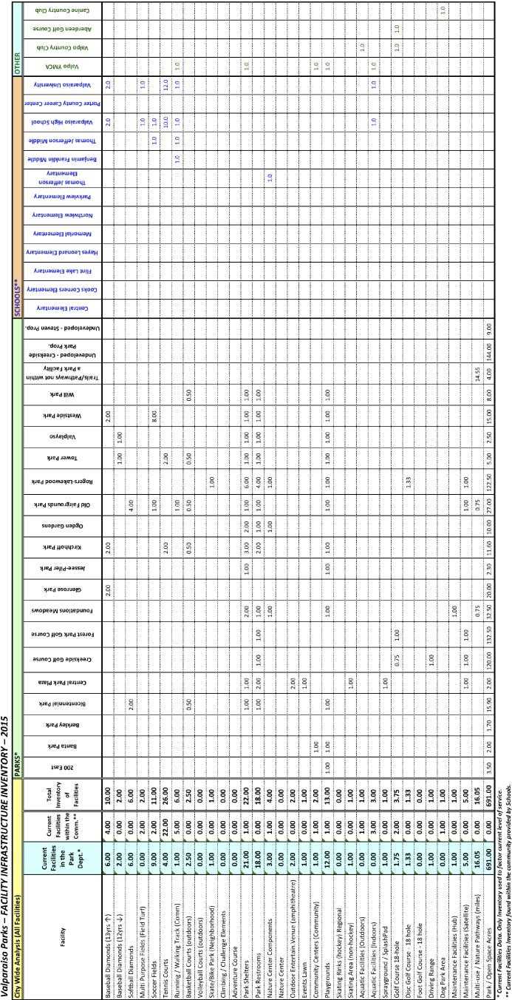 Valparaiso Parks – FACILITY INFRASTRUCTURE INVENTORY – 2015
City Wide Analysis (All Facilities) PARKS* SCHOOLS** OTHER
Facility
Current Facilities in the Park Dept.*
Current Facilities within the Comm.**
Total Inventory of Facilities
200 East
Banta Park
Berkley Park
Bicentennial Park
Central Park Plaza
Creekside Golf Course
Forest Park Golf Course
Foundations Meadows
Glenrose Park
Jessee-Pifer Park
Kirchhoff Park
Ogden Gardens
Old Fairgrounds Park
Rogers-Lakewood Park
Tower Park
Valplayso
Westside Park
Will Park
Trails/Pathways not within a Park Facility
Undeveloped - Creekside Park Prop.
Undeveloped - Steven Prop.
Central Elementary
Cooks Corners Elementary
Flint Lake Elementary
Hayes Leonard Elementary
Memorial Elementary
Northview Elementary
Parkview Elementary
Thomas Jefferson Elementary
Benjamin Franklin Middle
Thomas Jefferson Middle
Valparaiso High School
Porter County Career Center
Valparaiso University
Valpo YMCA
Valpo Country Club
Aberdeen Golf Course
Canine Country Club
Baseball Diamonds (13yrs ↑) 6.00 4.00 10.00 2.00 2.00 2.00 2.0 2.0
Baseball Diamonds (12yrs ↓) 2.00 0.00 2.00 1.00 1.00
Softball Diamonds 6.00 0.00 6.00 2.00 4.00
Multi Purpose Fields (Field Turf) 0.00 2.00 2.00 1.0 1.0
Soccer Fields 9.00 2.00 11.00 1.00 8.00 1.0 1.0
Tennis Courts 4.00 22.00 26.00 2.00 2.00 10.0 12.0
Running / Walking Track (Comm) 1.00 5.00 6.00 1.00 1.0 1.0 1.0 1.0 1.0
Basketball Courts (outdoors) 2.50 0.00 2.50 0.50 0.50 0.50 0.50 0.50
Volleyball Courts (outdoors) 0.00 0.00 0.00
Skate/Bike Park (Neighborhood) 1.00 0.00 1.00 1.00
Climbing / Challenge Elements 0.00 0.00 0.00
Adventure Course 0.00 0.00 0.00
Park Shelters 21.00 1.00 22.00 1.00 1.00 2.00 1.00 3.00 2.00 1.00 6.00 1.00 1.00 1.00 1.00 1.0
Park Restrooms 18.00 0.00 18.00 1.00 2.00 1.00 1.00 1.00 2.00 1.00 1.00 4.00 1.00 1.00 1.00 1.00
Nature Center Components 3.00 1.00 4.00 1.00 1.00 1.00 1.0
Nature Center 0.00 0.00 0.00
Outdoor Entertain.Venue (amphitheatre) 2.00 0.00 2.00 2.00
Events Lawn 1.00 0.00 1.00 1.00
Community Centers (Community) 1.00 1.00 2.00 1.00 1.0
Playgrounds 12.00 1.00 13.00 1.00 1.00 1.00 1.00 1.00 1.00 1.00 1.00 1.00 1.00 1.00 1.00 1.0
Skating Rinks (hockey) Regional 0.00 0.00 0.00
Skating Area (non-hockey) 1.00 0.00 1.00 1.00
Aquatic Facilities (Outdoors) 0.00 1.00 1.00 1.0
Aquatic Facilities (Indoors) 0.00 3.00 3.00 1.0 1.0 1.0
Sprayground / SplashPad 1.00 0.00 1.00 1.00
Golf Course 18-hole 1.75 2.00 3.75 0.75 1.00 1.0 1.0
Disc Golf Course - 18 hole 1.33 0.00 1.33 1.33
Foot Golf Course - 18 hole 0.00 0.00 0.00
Driving Range 1.00 0.00 1.00 1.00
Dog Park Area 0.00 1.00 1.00 1.0
Maintenance Facilities (Hub) 1.00 0.00 1.00 1.00
Maintenance Facilities (Satellite) 5.00 0.00 5.00 1.00 1.00 1.00 1.00 1.00
Multi-use / Nature Pathways (miles) 16.05 0.00 16.05 0.75 0.75 14.55
Park / Open Space Acres 691.00 0.00 691.00 3.50 2.00 1.70 15.90 2.00 120.00 132.50 32.50 20.00 2.30 11.60 10.00 27.00 122.50 5.00 2.50 15.00 8.00 4.00 144.00 9.00
* Current Facilities Data. Only Inventory used to factor current level of service.
** Current Facilities Inventory found within the community provided by Schools.